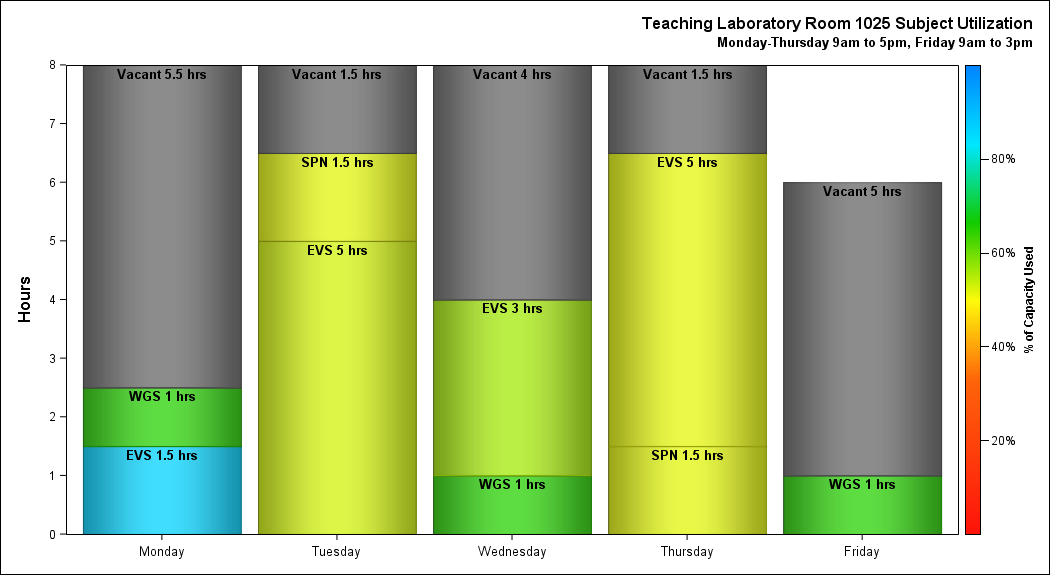 Teaching Laboratory Room 1025 Subject Utilization
Monday-Thursday 9am to 5pm, Friday 9am to 3pm
Hours
8
7
6
5
4
3
2
1
0
Vacant 5.5 hrs
WGS 1 hrs
EVS 1.5 hrs
Vacant 1.5 hrs
SPN 1.5 hrs
EVS 5 hrs
Vacant 4 hrs
EVS 3 hrs
WGS 1 hrs
Vacant 1.5 hrs
EVS 5 hrs
SPN 1.5 hrs
Vacant 5 hrs
WGS 1 hrs
Monday
Tuesday
Wednesday
Thursday
Friday
80%
60%
40%
20%
% of Capacity Used